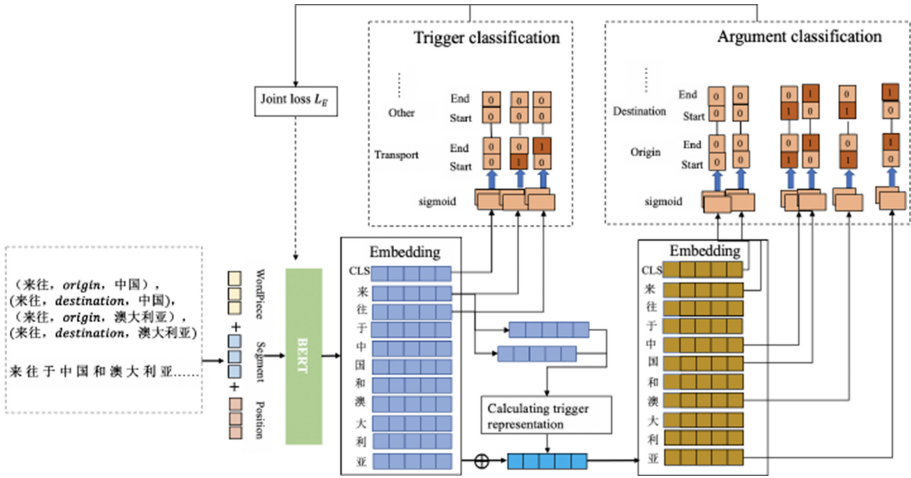 Trigger classification
Argument classification
Joint loss L_E
Other
End 0 0 0
Start 0 0 0
Transport
End 0 0 1
Start 0 1 0
sigmoid
Destination
End 0 0 0 0 0 1
Start 0 0 1 0 1 0
Origin
End 0 0 0 1 0 1
Start 0 0 1 0 1 0
sigmoid
(来往，origin，中国)，
(来往，destination，中国)，
(来往，origin，澳大利亚)，
(来往，destination，澳大利亚)
来往于中国和澳大利亚……
WordPiece
+
Segment
+
Position
BERT
Embedding
CLS
来
往
于
中
国
和
澳
大
利
亚
Calculating trigger
representation
Embedding
CLS
来
往
于
中
国
和
澳
大
利
亚